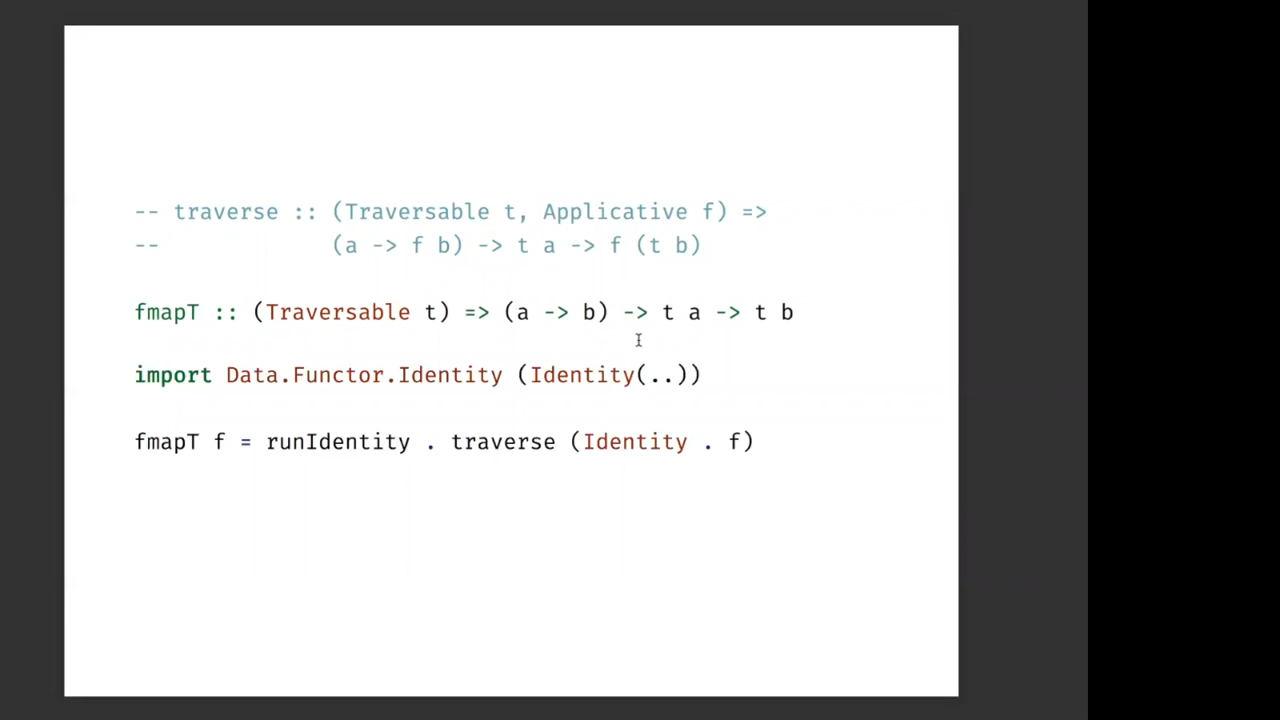 -- traverse :: (Traversable t, Applicative f) =>
--             (a -> f b) -> t a -> f (t b)
fmapT :: (Traversable t) => (a -> b) -> t a -> t b
import Data.Functor.Identity (Identity(..))
fmapT f = runIdentity . traverse (Identity . f)